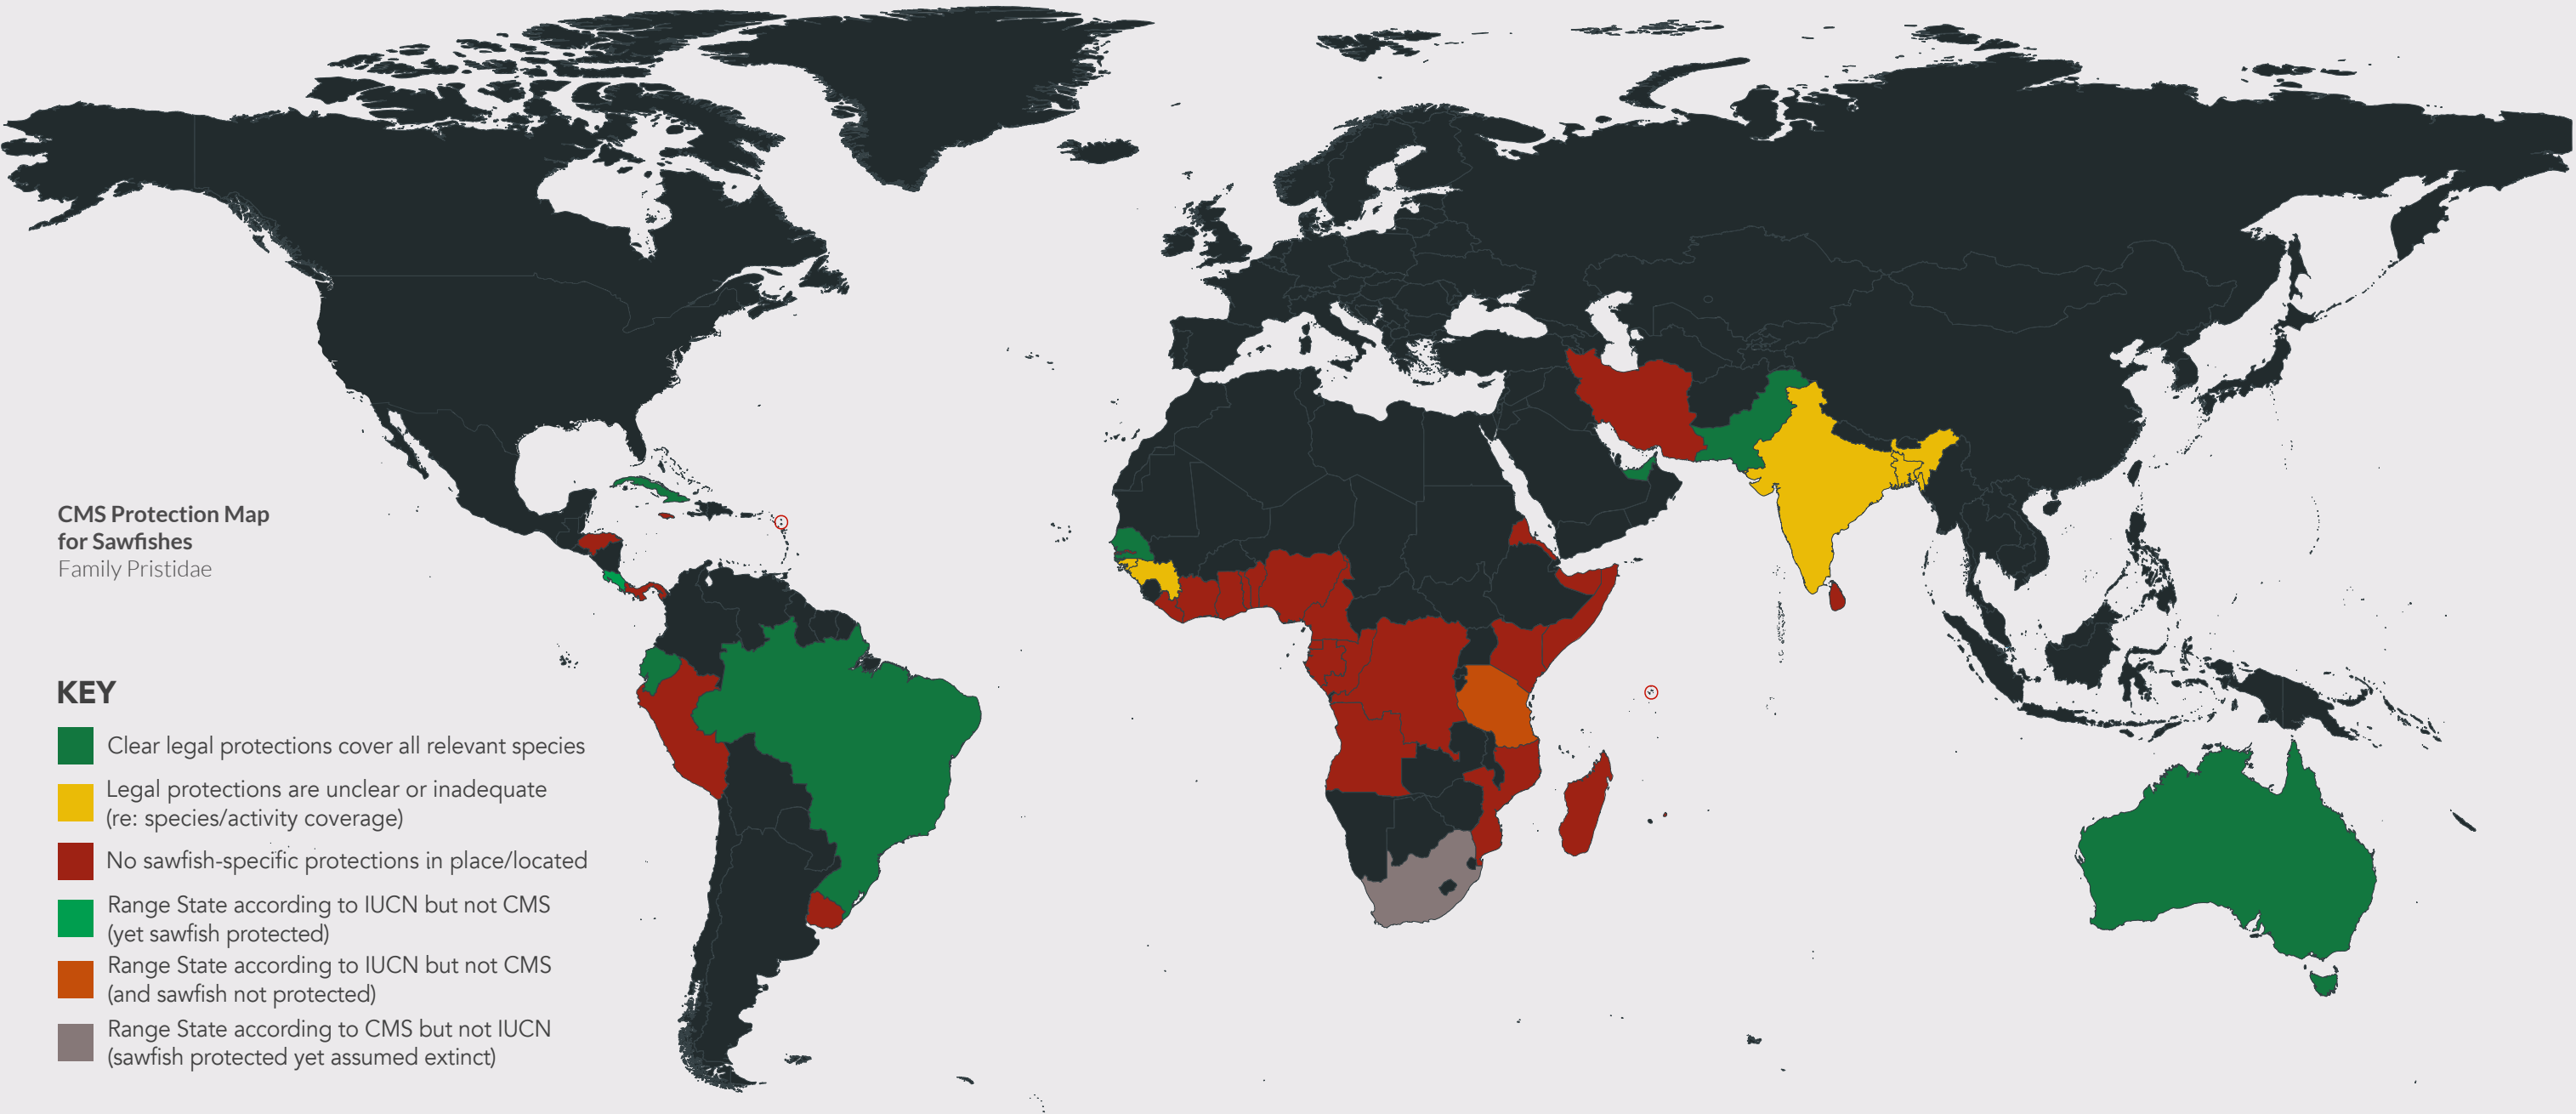 CMS Protection Map
for Sawfishes
Family Pristidae
KEY
Clear legal protections cover all relevant species
Legal protections are unclear or inadequate
(re: species/activity coverage)
No sawfish-specific protections in place/located
Range State according to IUCN but not CMS
(yet sawfish protected)
Range State according to IUCN but not CMS
(and sawfish not protected)
Range State according to CMS but not IUCN
(sawfish protected yet assumed extinct)